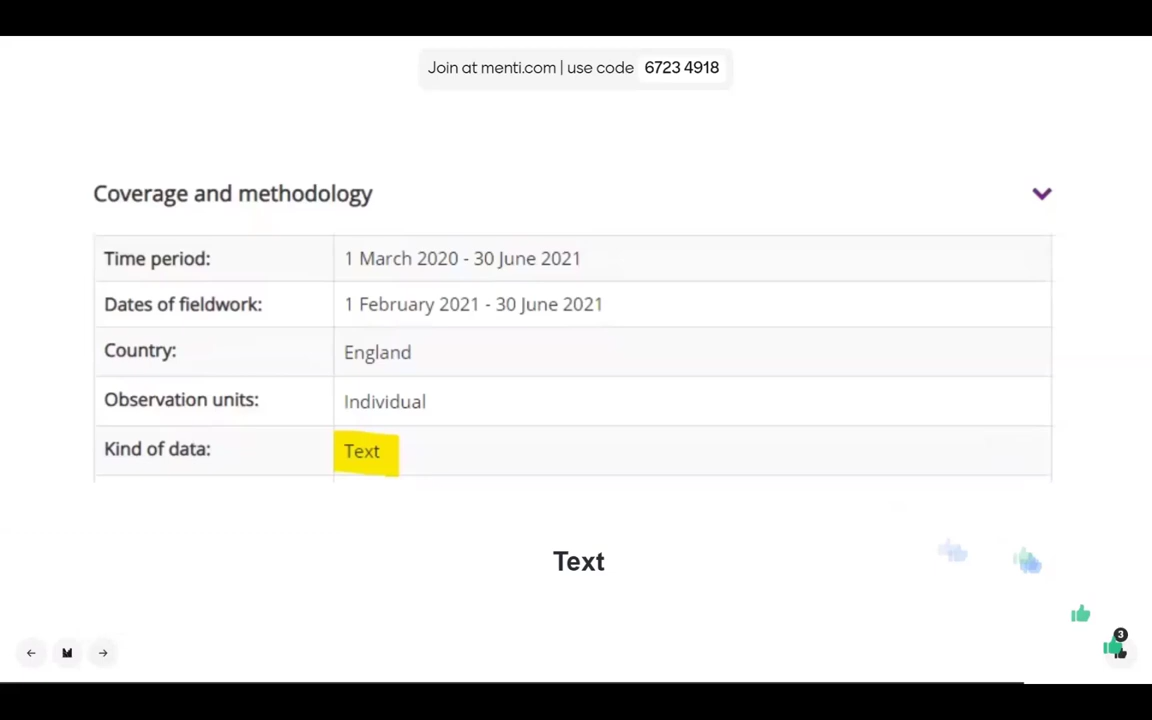 Join at menti.com | use code 6723 4918
Coverage and methodology
Time period: 1 March 2020 - 30 June 2021
Dates of fieldwork: 1 February 2021 - 30 June 2021
Country: England
Observation units: Individual
Kind of data: Text
Text
3